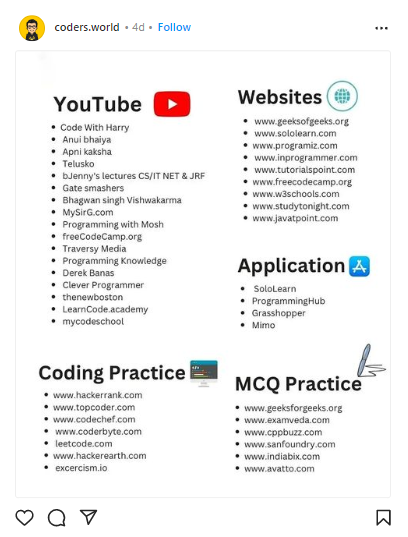 coders.world • 4d • Follow
YouTube
Code With Harry
Anui bhaiya
Apni kaksha
Telusko
bJenny's lectures CS/IT NET & JRF
Gate smashers
Bhagwan singh Vishwakarma
MySirG.com
Programming with Mosh
freeCodeCamp.org
Traversy Media
Programming Knowledge
Derek Banas
Clever Programmer
thenewboston
LearnCode.academy
mycodeschool
Websites
www.geeksofgeeks.org
www.sololearn.com
www.programiz.com
www.inprogrammer.com
www.tutorialspoint.com
www.freecodecamp.org
www.w3schools.com
www.studytonight.com
www.javatpoint.com
Application
SoloLearn
ProgrammingHub
Grasshopper
Mimo
Coding Practice
www.hackerrank.com
www.topcoder.com
www.codechef.com
www.coderbyte.com
leetcode.com
www.hackerearth.com
excercism.io
MCQ Practice
www.geeksforgeeks.org
www.examveda.com
www.cppbuzz.com
www.sanfoundry.com
www.indiabix.com
www.avatto.com